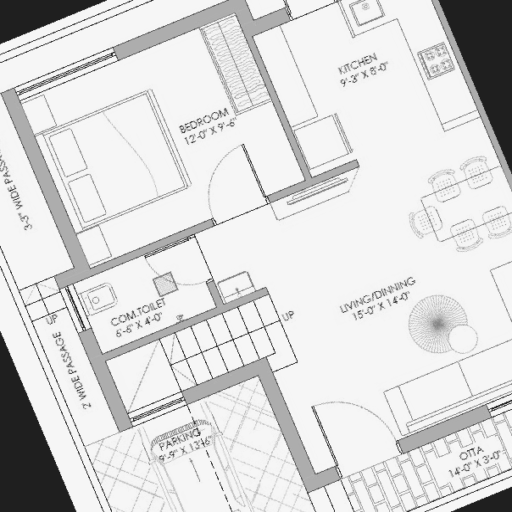 KITCHEN
9'-3" X 8'-0"
BEDROOM
12'-0" X 9'-6"
3'-3" WIDE PASSA
LIVING/DINNING
15'-0" X 14'-0"
COM.TOILET
6'-6" X 4'-0"
UP
UP
2' WIDE PASSAGE
PARKING
9'-9" X 13'6"
OTTA
14'-0" X 3'-0"